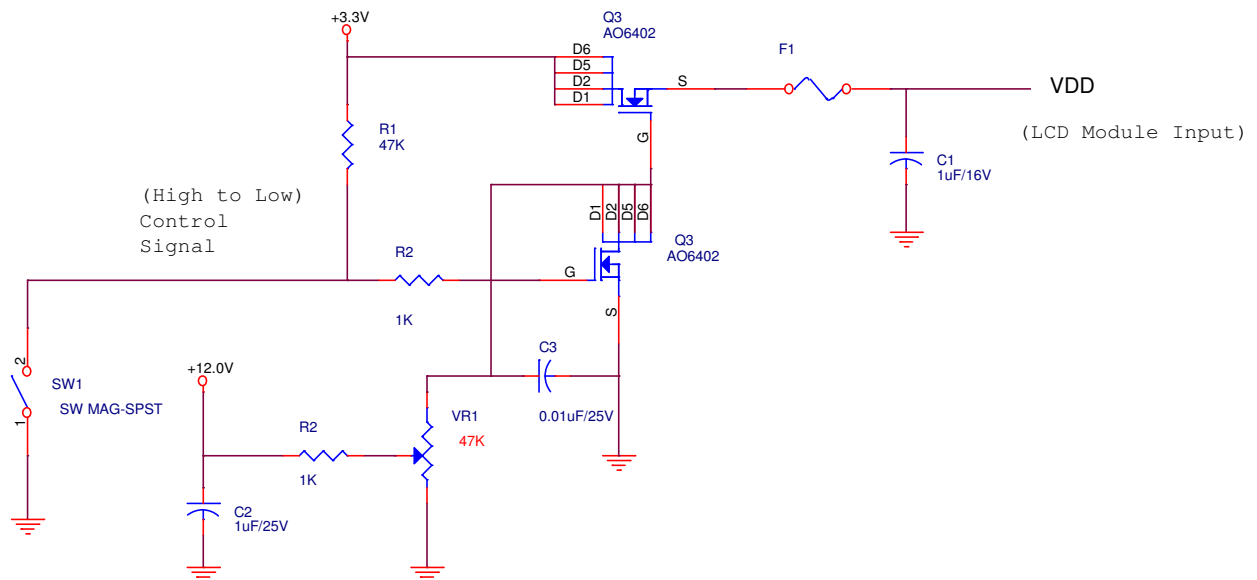 +3.3V
Q3
AO6402
D6
D5
D2
D1
S
G
F1
VDD
(LCD Module Input)
R1
47K
C1
1uF/16V
(High to Low)
Control
Signal
D1
D2
D5
D6
Q3
AO6402
R2
1K
G
S
2
1
SW1
SW MAG-SPST
+12.0V
C3
0.01uF/25V
VR1
47K
R2
1K
C2
1uF/25V